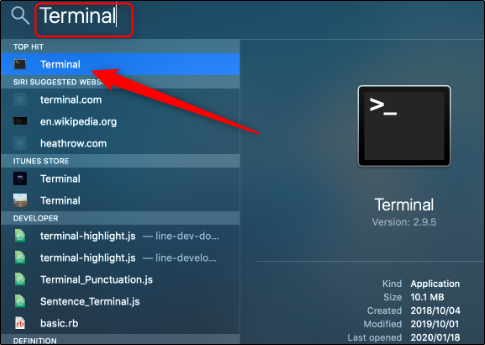 Terminal
TOP HIT
Terminal
SIRI SUGGESTED WEBS
terminal.com
en.wikipedia.org
heathrow.com
ITUNES STORE
Terminal
Terminal
DEVELOPER
terminal-highlight.js — line-dev-do...
terminal-highlight.js — line-develo...
Terminal_Punctuation.js
Sentence_Terminal.js
basic.rb
DEFINITION
>_
Terminal
Version: 2.9.5
Kind Application
Size 10.1 MB
Created 2018/10/04
Modified 2019/10/01
Last opened 2020/01/18